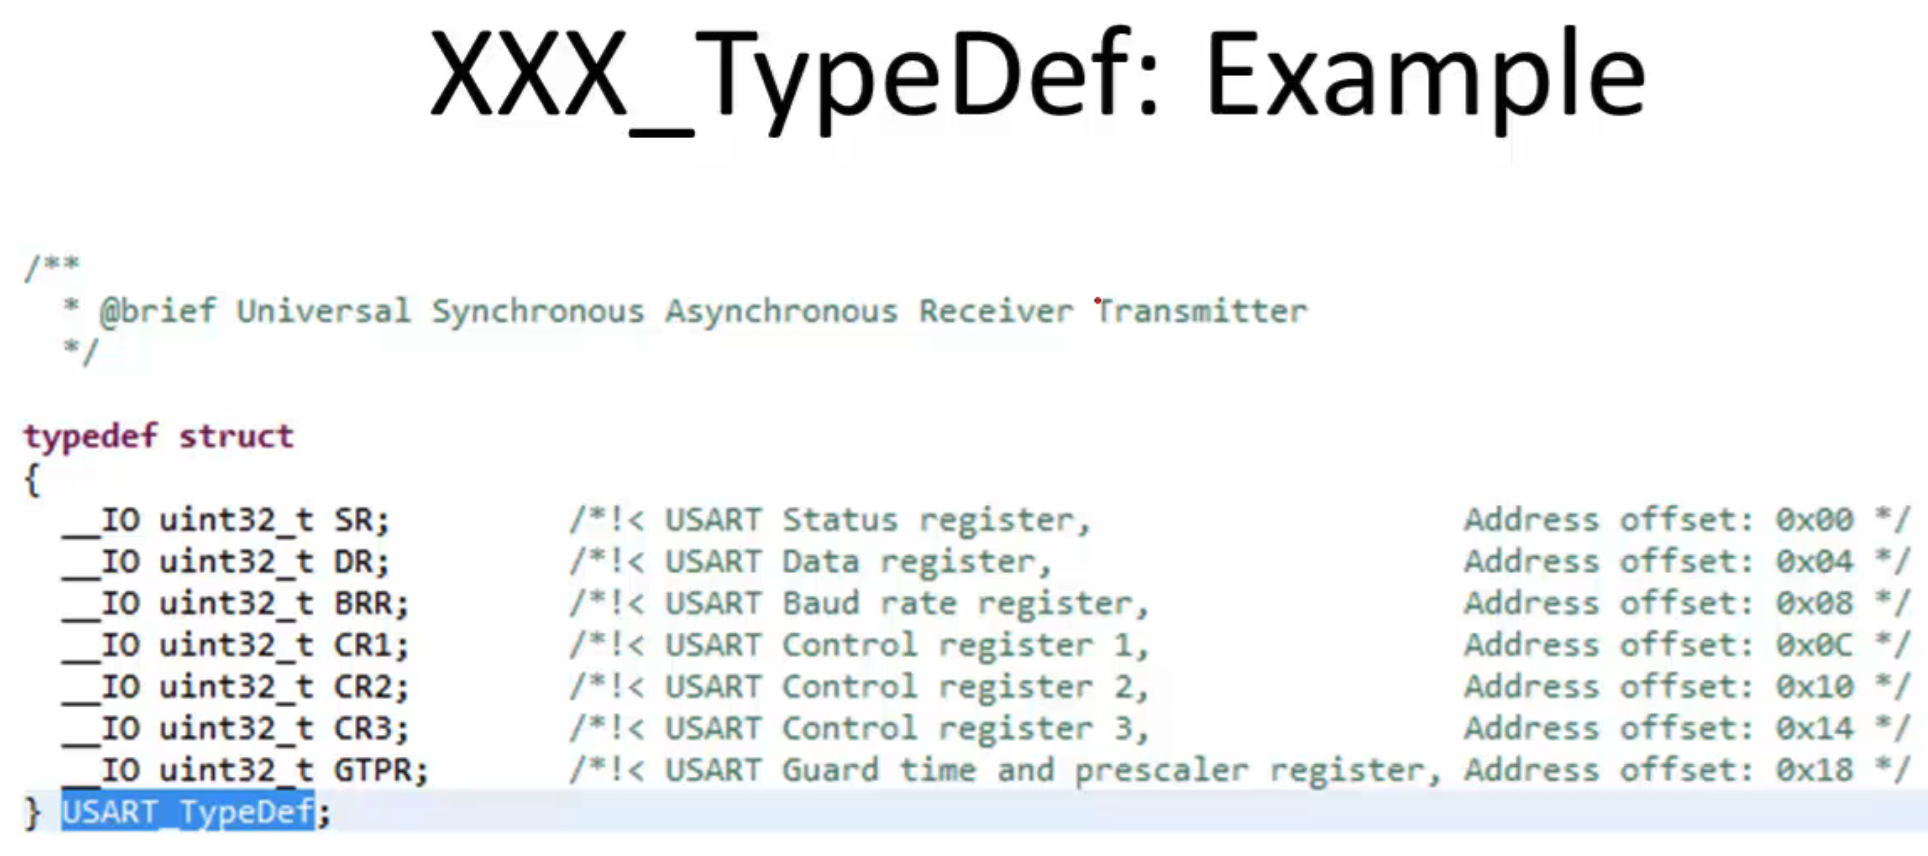 XXX_TypeDef: Example
/**
* @brief Universal Synchronous Asynchronous Receiver Transmitter
*/
typedef struct
{
__IO uint32_t SR; /*!< USART Status register, Address offset: 0x00 */
__IO uint32_t DR; /*!< USART Data register, Address offset: 0x04 */
__IO uint32_t BRR; /*!< USART Baud rate register, Address offset: 0x08 */
__IO uint32_t CR1; /*!< USART Control register 1, Address offset: 0x0C */
__IO uint32_t CR2; /*!< USART Control register 2, Address offset: 0x10 */
__IO uint32_t CR3; /*!< USART Control register 3, Address offset: 0x14 */
__IO uint32_t GTPR; /*!< USART Guard time and prescaler register, Address offset: 0x18 */
} USART_TypeDef;